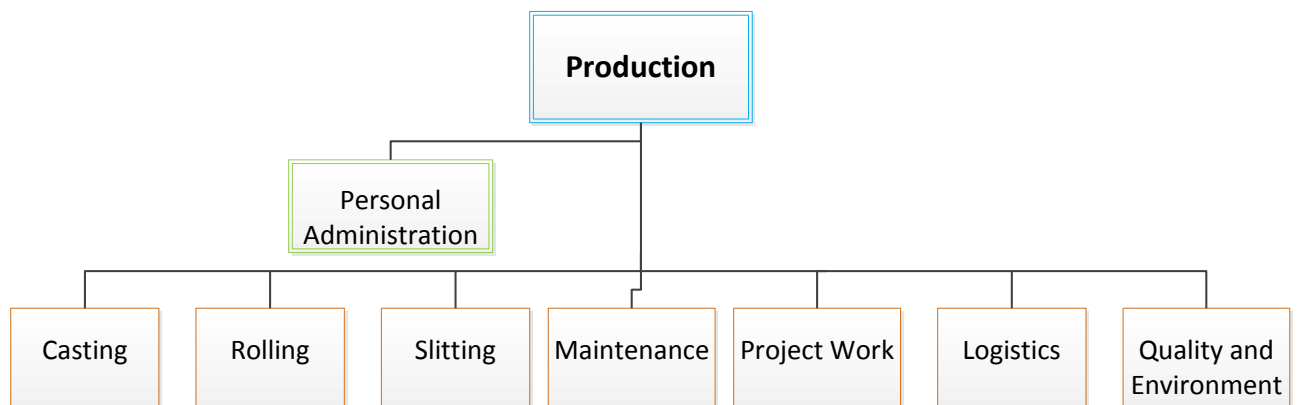 Production
Personal
Administration
Casting
Rolling
Slitting
Maintenance
Project Work
Logistics
Quality and
Environment